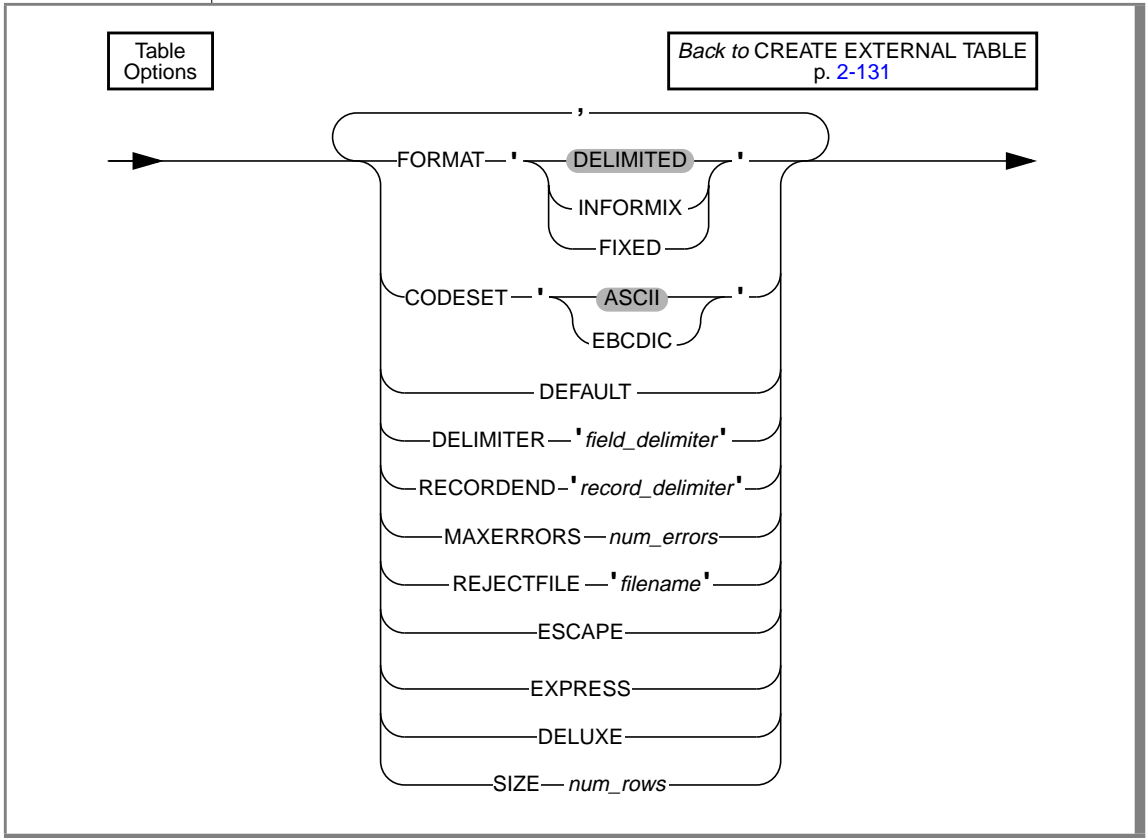 Table
Options
Back to CREATE EXTERNAL TABLE
p. 2-131
,
FORMAT ' DELIMITED '
INFORMIX
FIXED
CODESET ' ASCII '
EBCDIC
DEFAULT
DELIMITER 'field_delimiter'
RECORDEND 'record_delimiter'
MAXERRORS num_errors
REJECTFILE 'filename'
ESCAPE
EXPRESS
DELUXE
SIZE num_rows